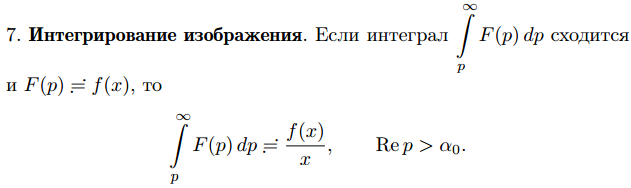 7. Интегрирование изображения. Если интеграл ∫_p^∞ F(p) dp сходится
и F(p) ≓ f(x), то
∫_p^∞ F(p) dp ≓ f(x)/x, Re p > α₀.